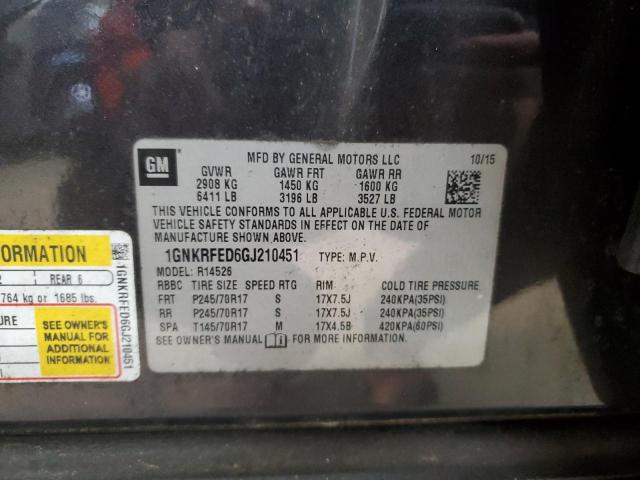 GM
MFD BY GENERAL MOTORS LLC 10/15
GVWR GAWR FRT GAWR RR
2908 KG 1450 KG 1600 KG
6411 LB 3196 LB 3527 LB
THIS VEHICLE CONFORMS TO ALL APPLICABLE U.S. FEDERAL MOTOR
VEHICLE SAFETY STANDARDS IN EFFECT ON THE DATE OF
MANUFACTURE SHOWN ABOVE.
1GNKRFED6GJ210451 TYPE: M.P.V.
MODEL: R14526
RBBC TIRE SIZE SPEED RTG RIM COLD TIRE PRESSURE
FRT P245/70R17 S 17X7.5J 240KPA(35PSI)
RR P245/70R17 S 17X7.5J 240KPA(35PSI)
SPA T145/70R17 M 17X4.5B 420KPA(60PSI)
SEE OWNER'S MANUAL FOR MORE INFORMATION.
FORMATION
2 REAR 5
764 kg or 1685 lbs.
URE
SEE OWNER'S
MANUAL FOR
ADDITIONAL
INFORMATION
1GNKRFED6GJ210451